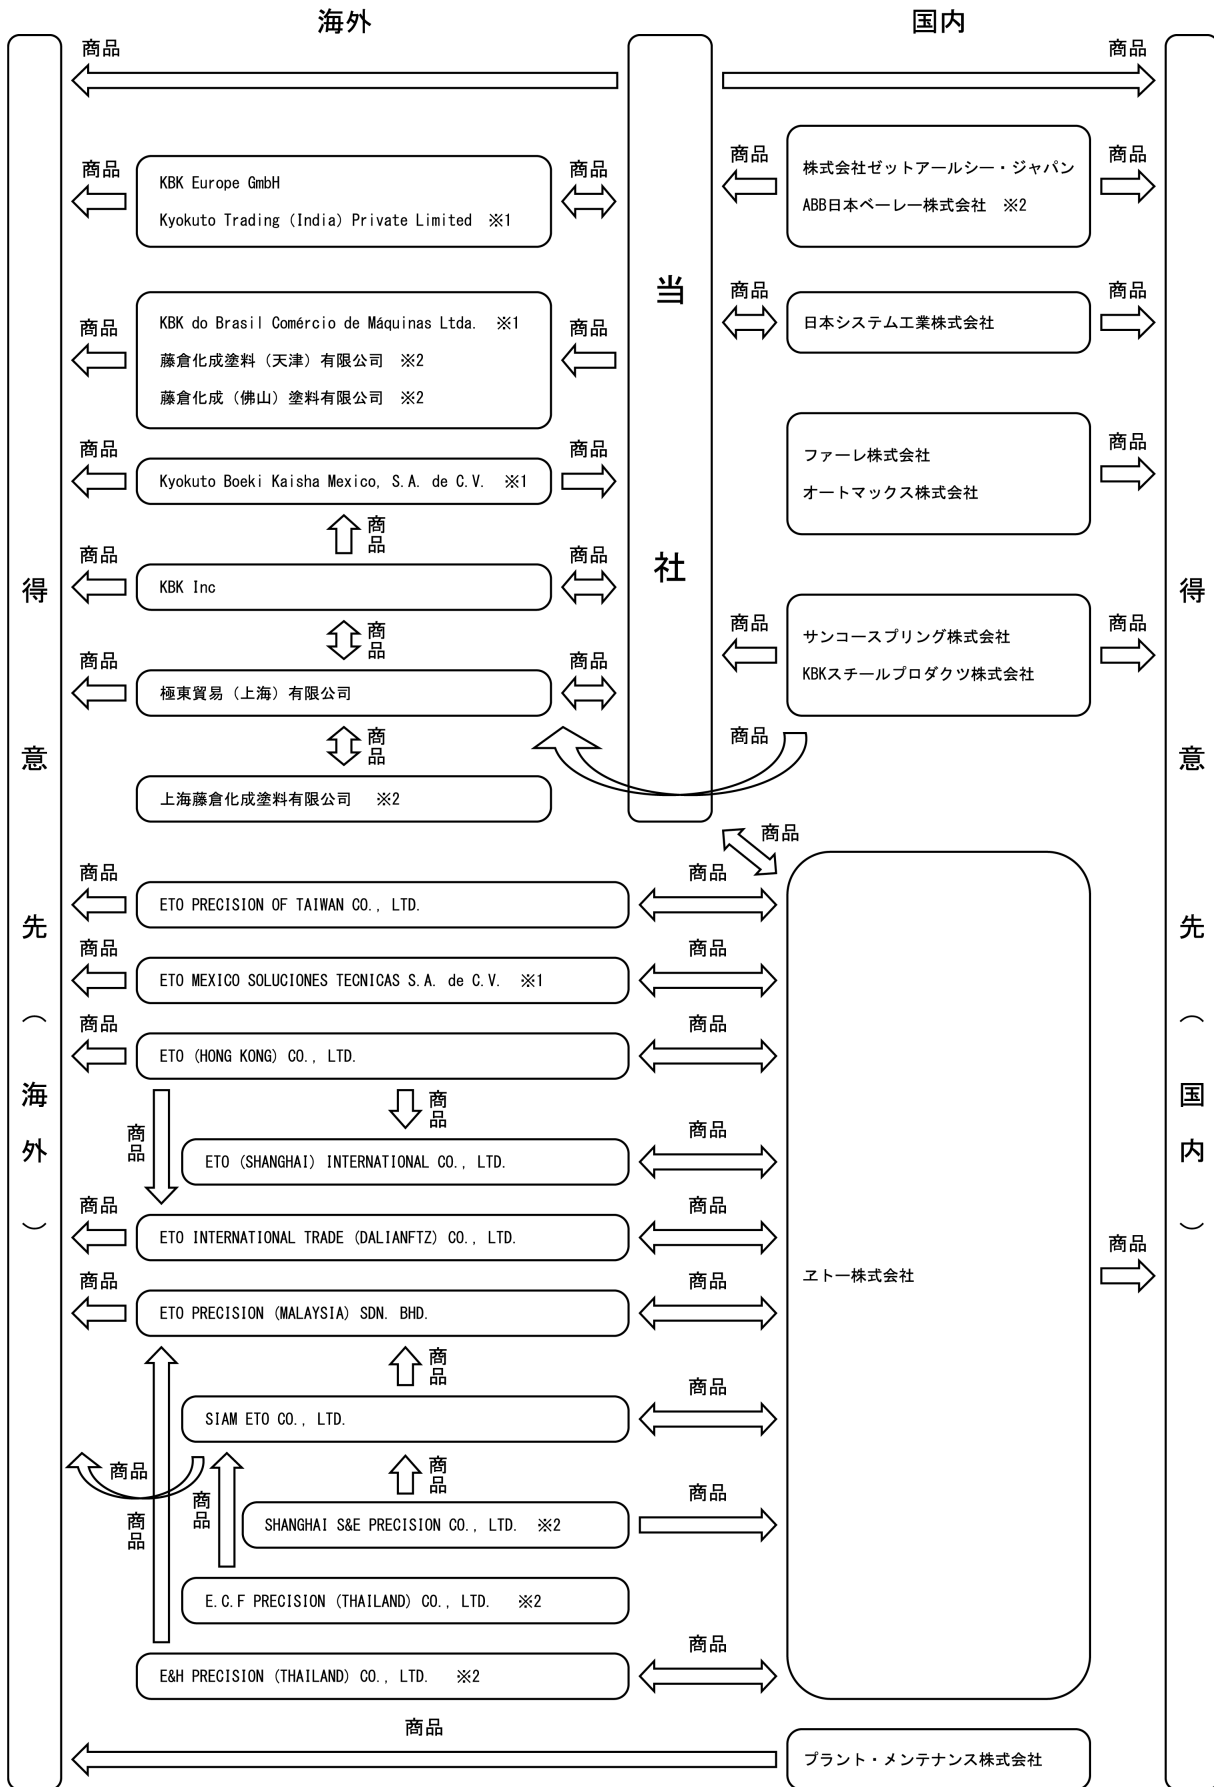 海外
国内
商品
商品
当社
得意先（海外）
得意先（国内）
商品
KBK Europe GmbH
Kyokuto Trading (India) Private Limited ※1
商品
商品
株式会社ゼットアールシー・ジャパン
ABB日本ベーレー株式会社 ※2
商品
商品
KBK do Brasil Comércio de Máquinas Ltda. ※1
藤倉化成塗料（天津）有限公司 ※2
藤倉化成（佛山）塗料有限公司 ※2
商品
商品
日本システム工業株式会社
商品
商品
Kyokuto Boeki Kaisha Mexico, S.A. de C.V. ※1
商品
ファーレ株式会社
オートマックス株式会社
商品
商品
商品
KBK Inc
商品
商品
サンコースプリング株式会社
KBKスチールプロダクツ株式会社
商品
商品
商品
極東貿易（上海）有限公司
商品
商品
商品
上海藤倉化成塗料有限公司 ※2
商品
商品
ETO PRECISION OF TAIWAN CO., LTD.
商品
商品
ETO MEXICO SOLUCIONES TECNICAS S.A. de C.V. ※1
商品
商品
ETO (HONG KONG) CO., LTD.
商品
商品
商品
ETO (SHANGHAI) INTERNATIONAL CO., LTD.
商品
商品
ETO INTERNATIONAL TRADE (DALIANFTZ) CO., LTD.
商品
ヱトー株式会社
商品
商品
ETO PRECISION (MALAYSIA) SDN. BHD.
商品
商品
SIAM ETO CO., LTD.
商品
商品
商品
商品
商品
SHANGHAI S&E PRECISION CO., LTD. ※2
商品
E.C.F PRECISION (THAILAND) CO., LTD. ※2
E&H PRECISION (THAILAND) CO., LTD. ※2
商品
商品
プラント・メンテナンス株式会社